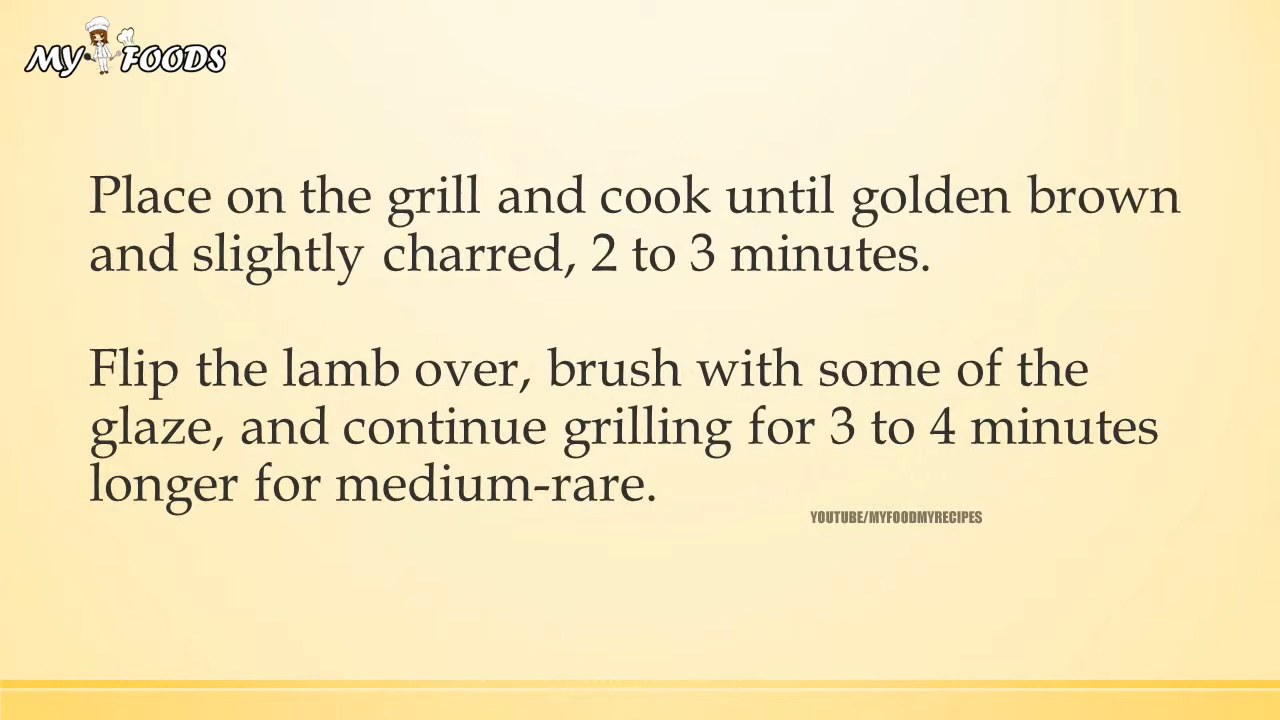 MY FOODS
Place on the grill and cook until golden brown
and slightly charred, 2 to 3 minutes.
Flip the lamb over, brush with some of the
glaze, and continue grilling for 3 to 4 minutes
longer for medium-rare.
YOUTUBE/MYFOODMYRECIPES